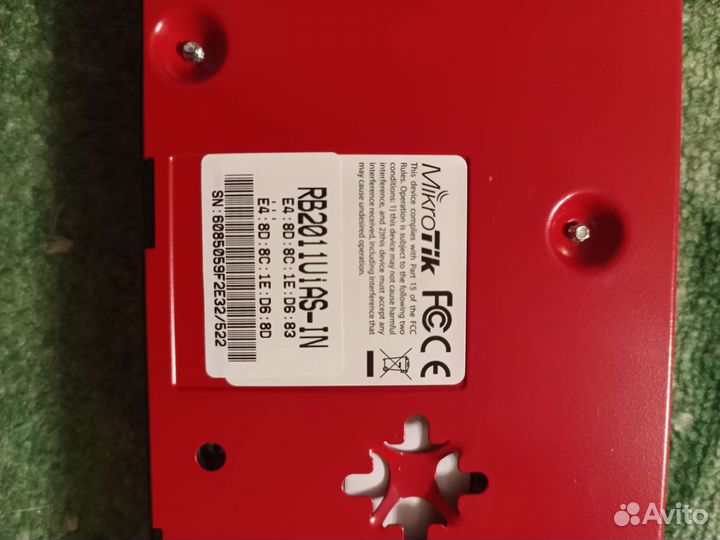 MikroTik FC CE
This device complies with Part 15 of the FCC
Rules. Operation is subject to the following two
conditions: 1) this device may not cause harmful
interference, and 2)this device must accept any
interference received, including interference that
may cause undesired operation.
RB2011UiAS-IN
E4:8D:8C:1E:D6:83
E4:8D:8C:1E:D6:8D
SN:6085059F2E32/522
Avito